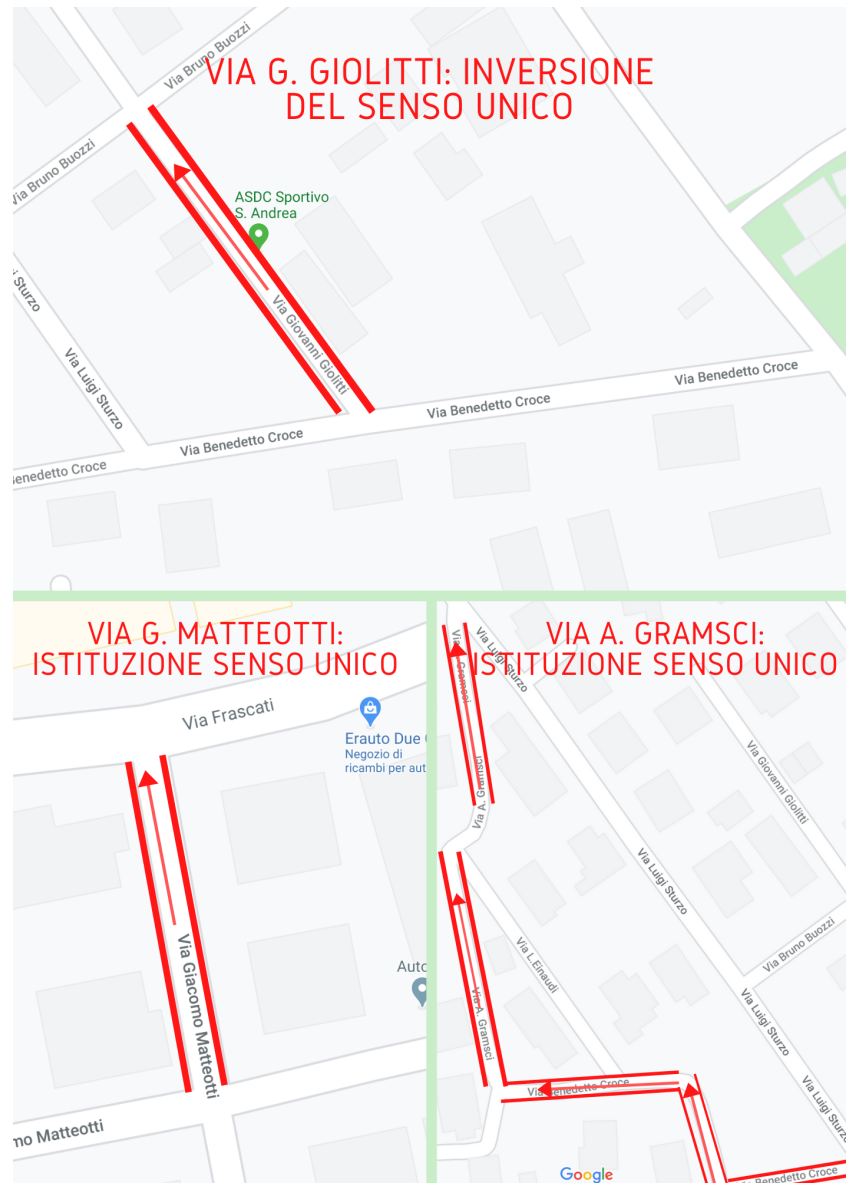 Via Bruno Buozzi
VIA G. GIOLITTI: INVERSIONE
DEL SENSO UNICO
Via Bruno Buozzi
ASDC Sportivo
S. Andrea
Via Giovanni Giolitti
i Sturzo
Via Luigi Sturzo
Via Benedetto Croce
Via Benedetto Croce
Via Benedetto Croce
Benedetto Croce
VIA G. MATTEOTTI:
ISTITUZIONE SENSO UNICO
Via Frascati
Erauto Due
Negozio di
ricambi per aut
Via Giacomo Matteotti
Auto
mo Matteotti
VIA A. GRAMSCI:
ISTITUZIONE SENSO UNICO
Via Luigi Sturzo
Gramsci
Via A. Gramsci
Via Giovanni Giolitti
Via Luigi Sturzo
Via L.Einaudi
Via Bruno Buozzi
Via A. Gramsci
Via Luigi Sturzo
Via Benedetto Croce
Via Luigi Sturzo
Benedetto Croce
Google